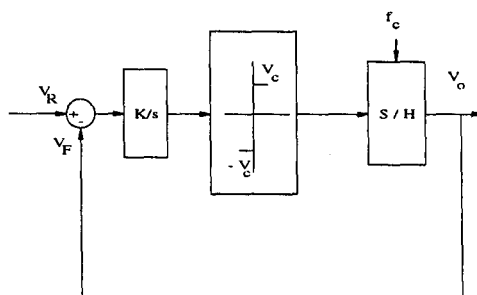 f_c
V_c
V_o
V_R
+
-
K/s
S / H
V_F
- V_c